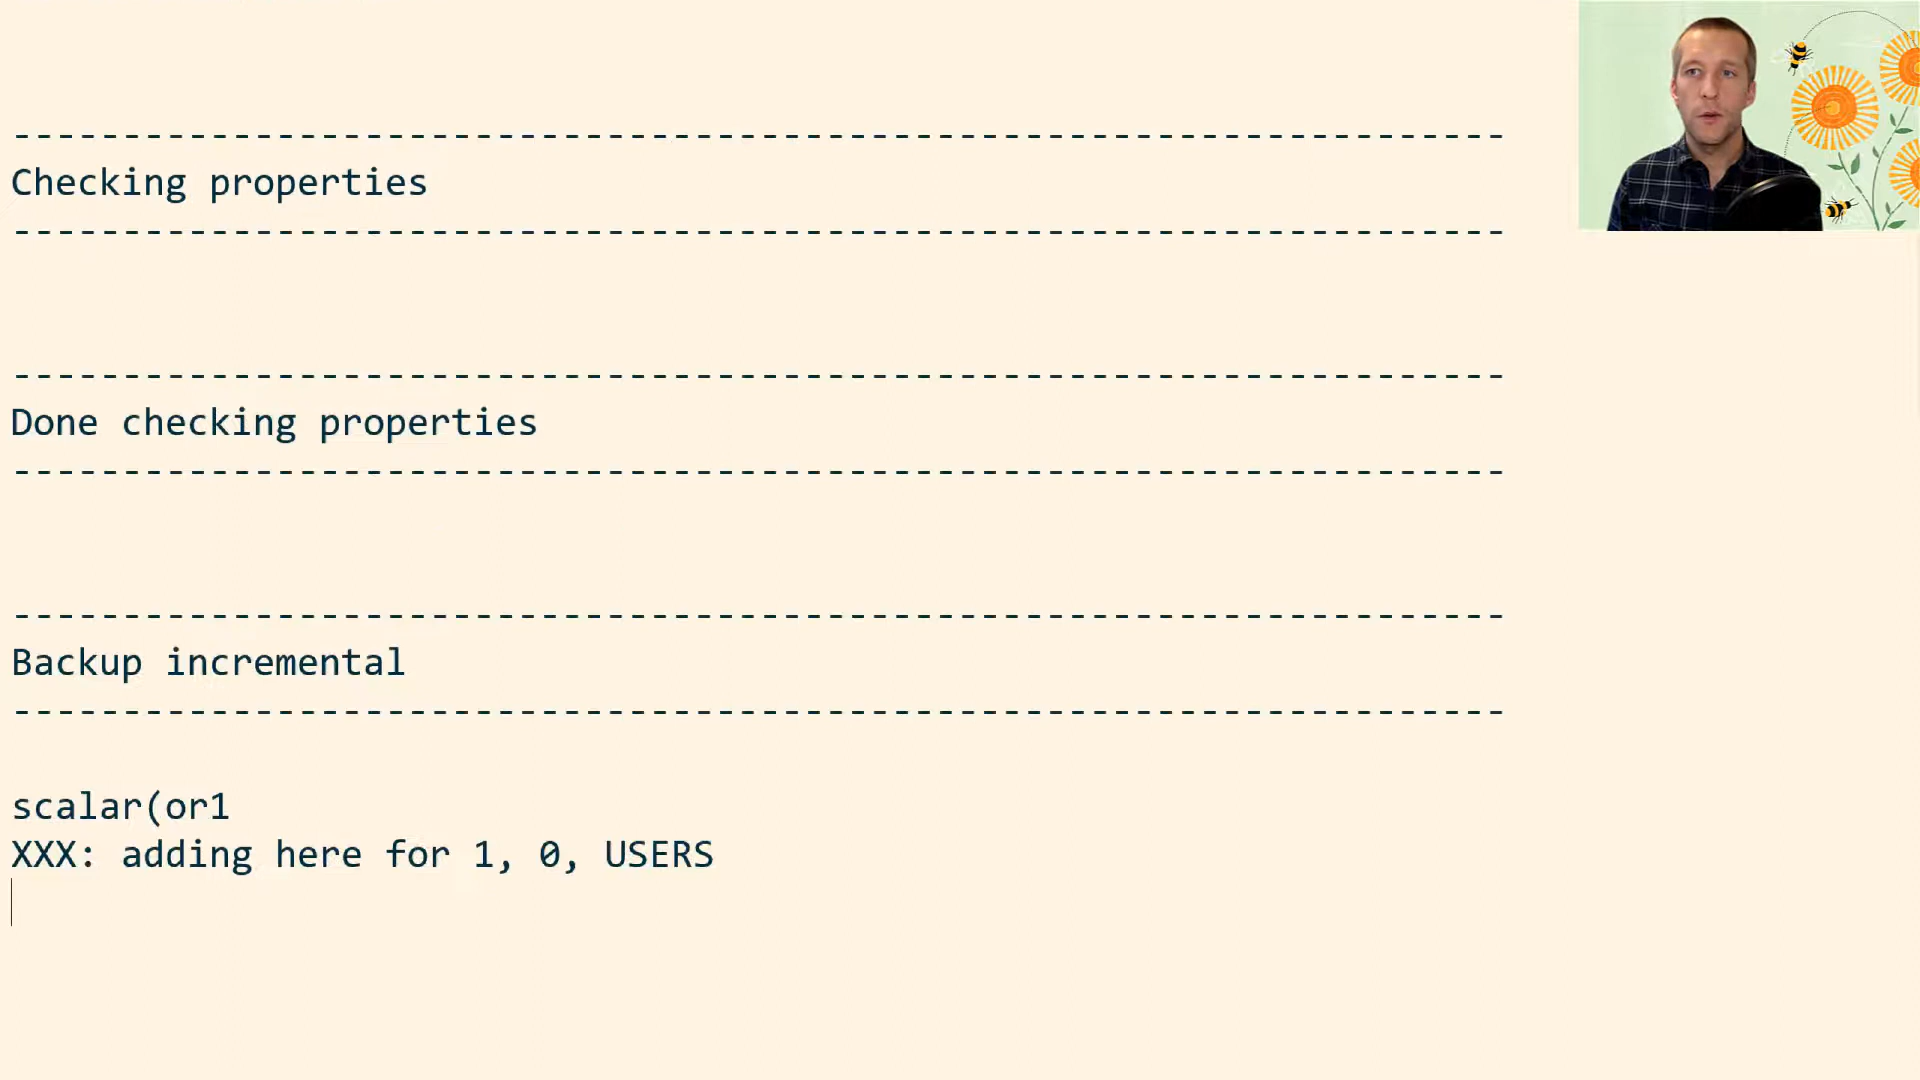 --------------------------------------------------------------------
Checking properties
--------------------------------------------------------------------
--------------------------------------------------------------------
Done checking properties
--------------------------------------------------------------------
--------------------------------------------------------------------
Backup incremental
--------------------------------------------------------------------
scalar(or1
XXX: adding here for 1, 0, USERS